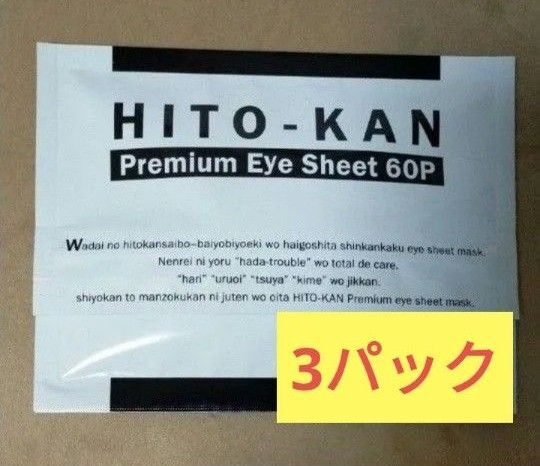 HITO-KAN
Premium Eye Sheet 60P
Wadai no hitokansaibo-baiyobiyoeki wo haigoshita shinkankaku eye sheet mask.
Nenrei ni yoru "hada-trouble" wo total de care.
"hari" "uruoi" "tsuya" "kime" wo jikkan.
shiyokan to manzokukan ni juten wo oita HITO-KAN Premium eye sheet mask.
3パック